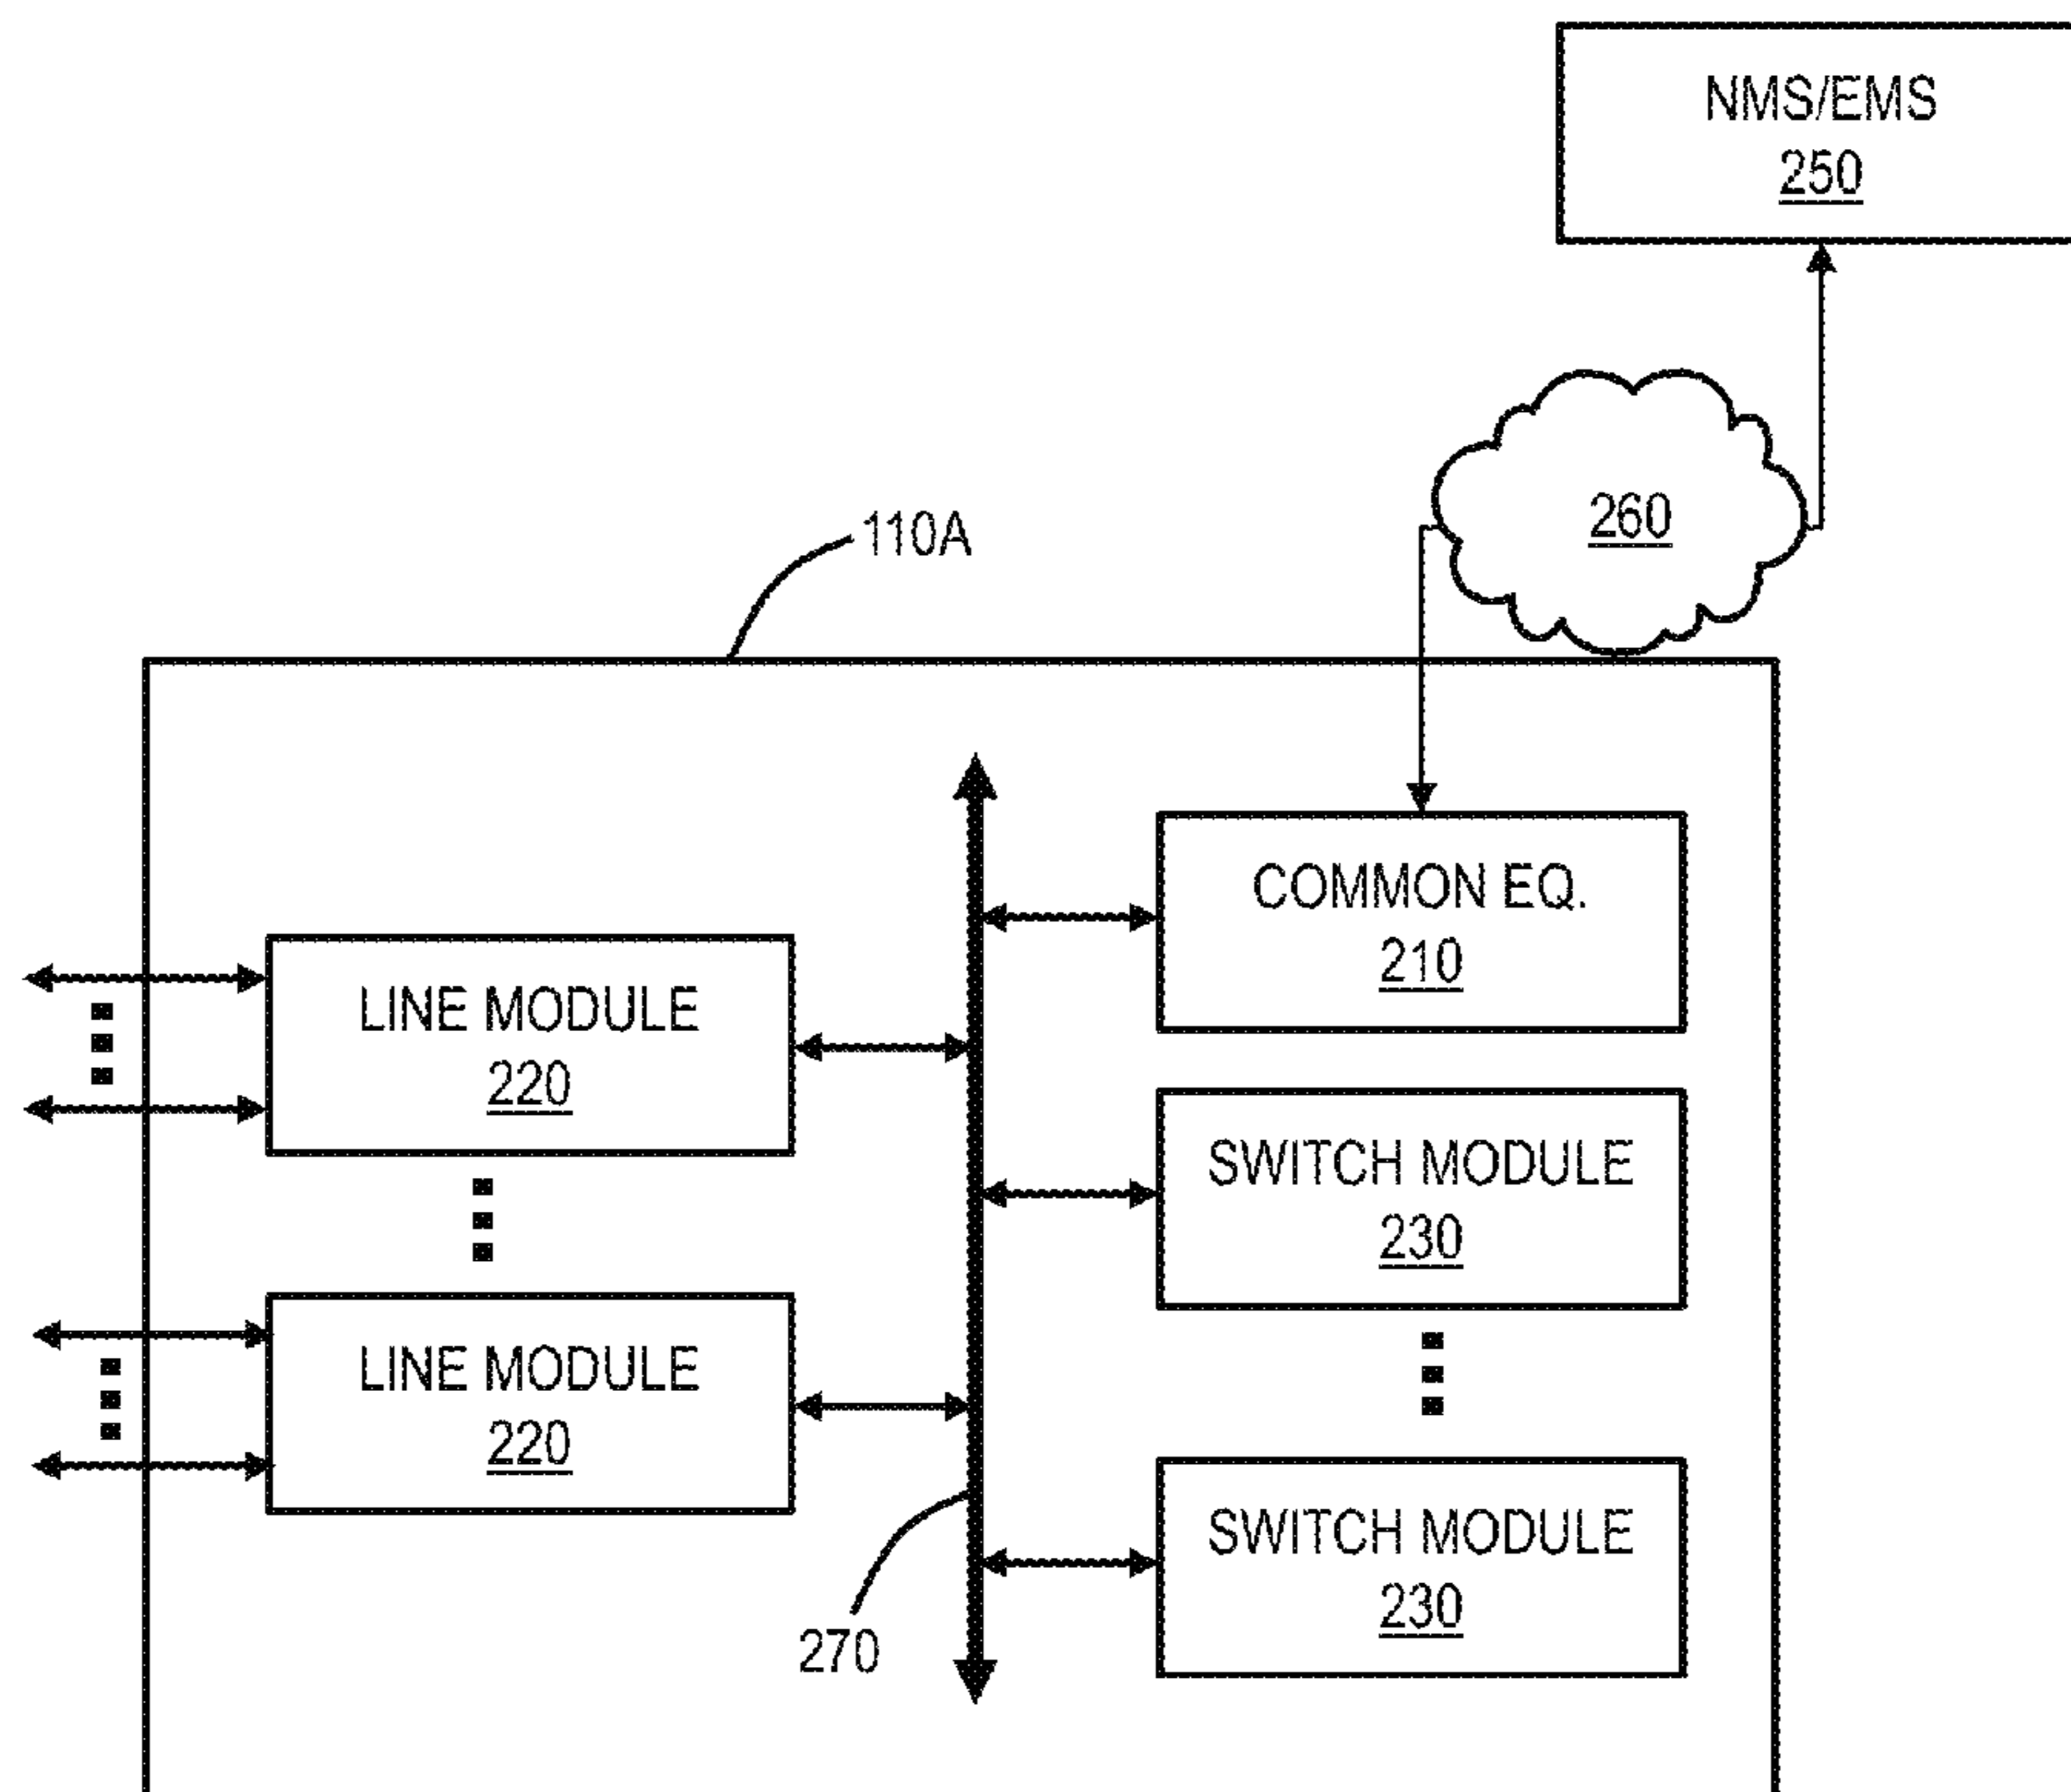 NMS/EMS
250
260
110A
COMMON EQ.
210
LINE MODULE
220
SWITCH MODULE
230
LINE MODULE
220
SWITCH MODULE
230
270